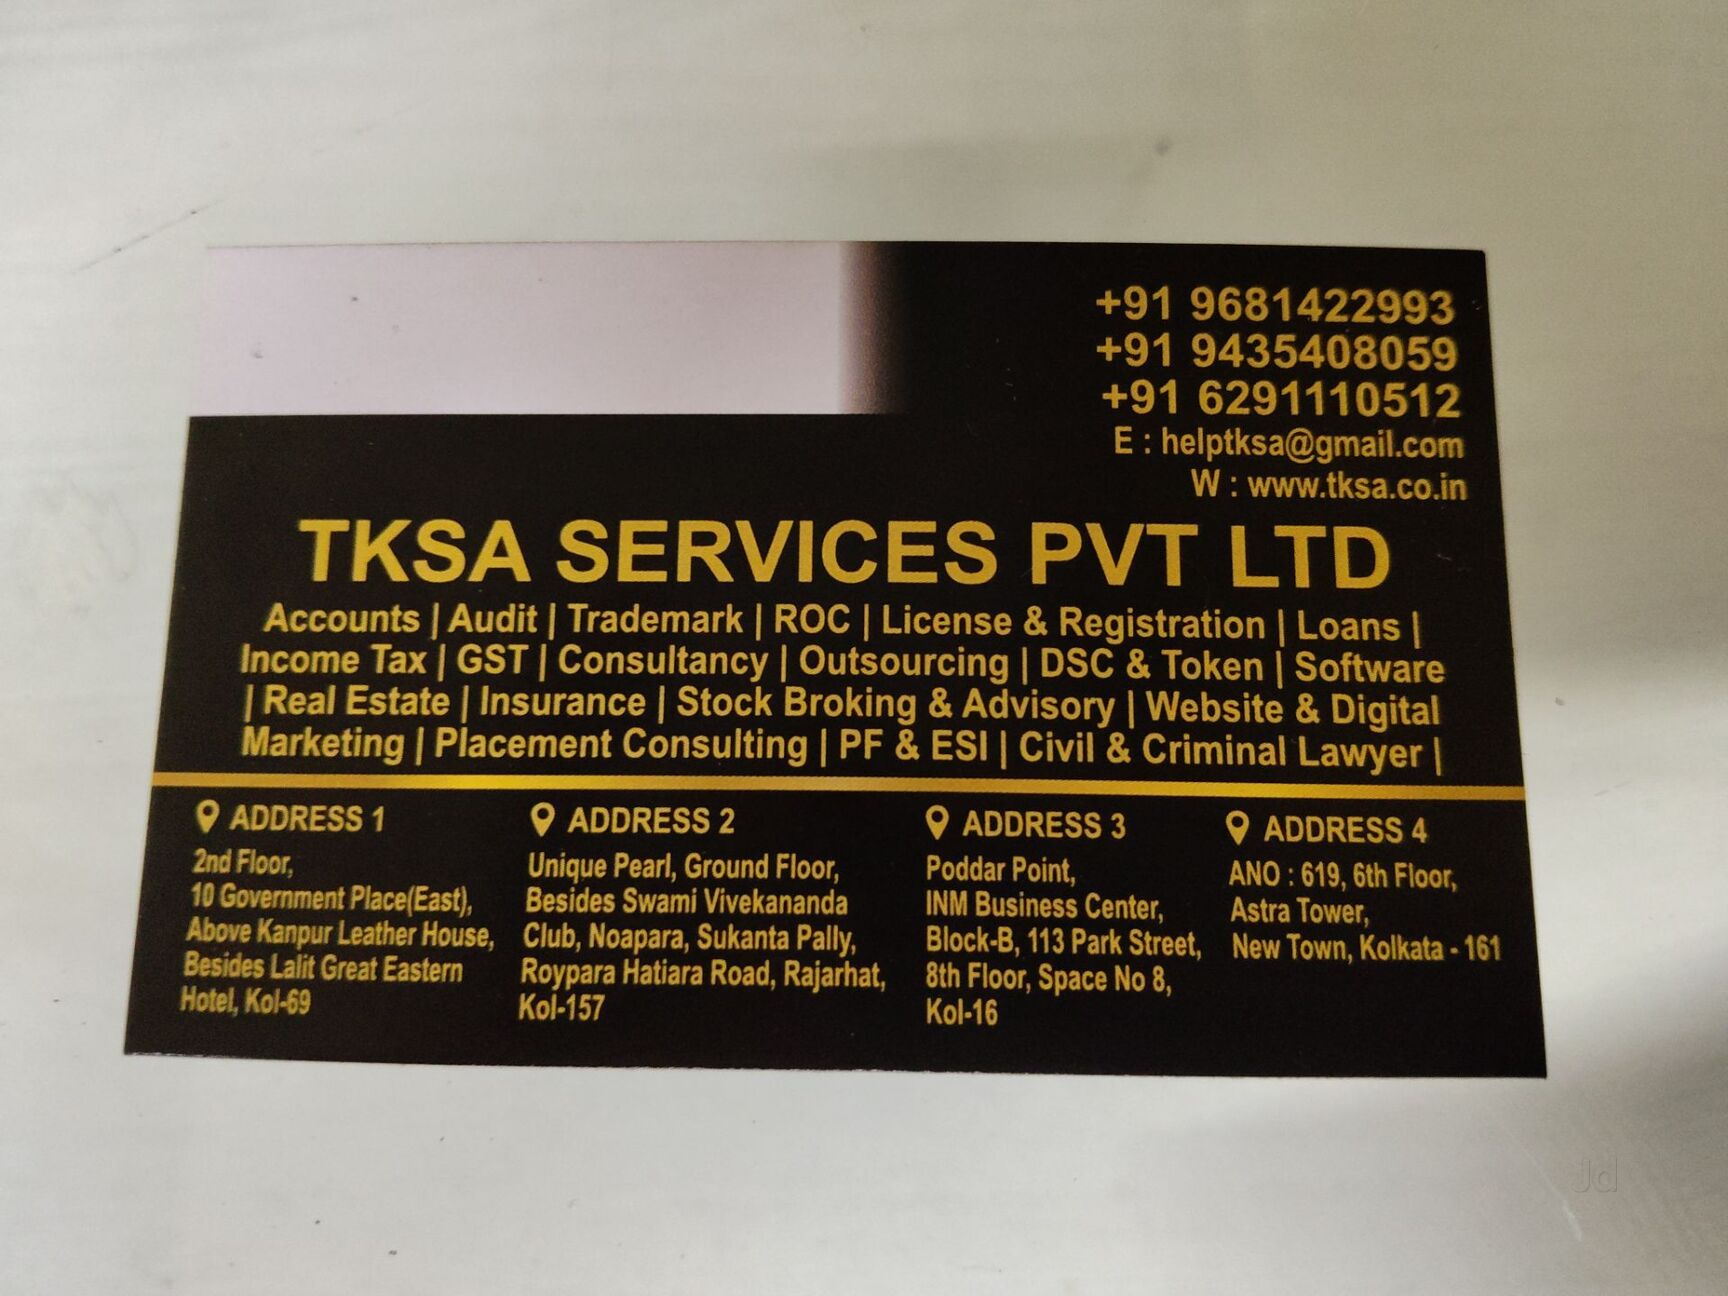 +91 9681422993
+91 9435408059
+91 6291110512
E : helptksa@gmail.com
W : www.tksa.co.in
TKSA SERVICES PVT LTD
Accounts | Audit | Trademark | ROC | License & Registration | Loans |
Income Tax | GST | Consultancy | Outsourcing | DSC & Token | Software
| Real Estate | Insurance | Stock Broking & Advisory | Website & Digital
Marketing | Placement Consulting | PF & ESI | Civil & Criminal Lawyer |
ADDRESS 1
2nd Floor,
10 Government Place(East),
Above Kanpur Leather House,
Besides Lalit Great Eastern
Hotel, Kol-69
ADDRESS 2
Unique Pearl, Ground Floor,
Besides Swami Vivekananda
Club, Noapara, Sukanta Pally,
Roypara Hatiara Road, Rajarhat,
Kol-157
ADDRESS 3
Poddar Point,
INM Business Center,
Block-B, 113 Park Street,
8th Floor, Space No 8,
Kol-16
ADDRESS 4
ANO : 619, 6th Floor,
Astra Tower,
New Town, Kolkata - 161
Jd